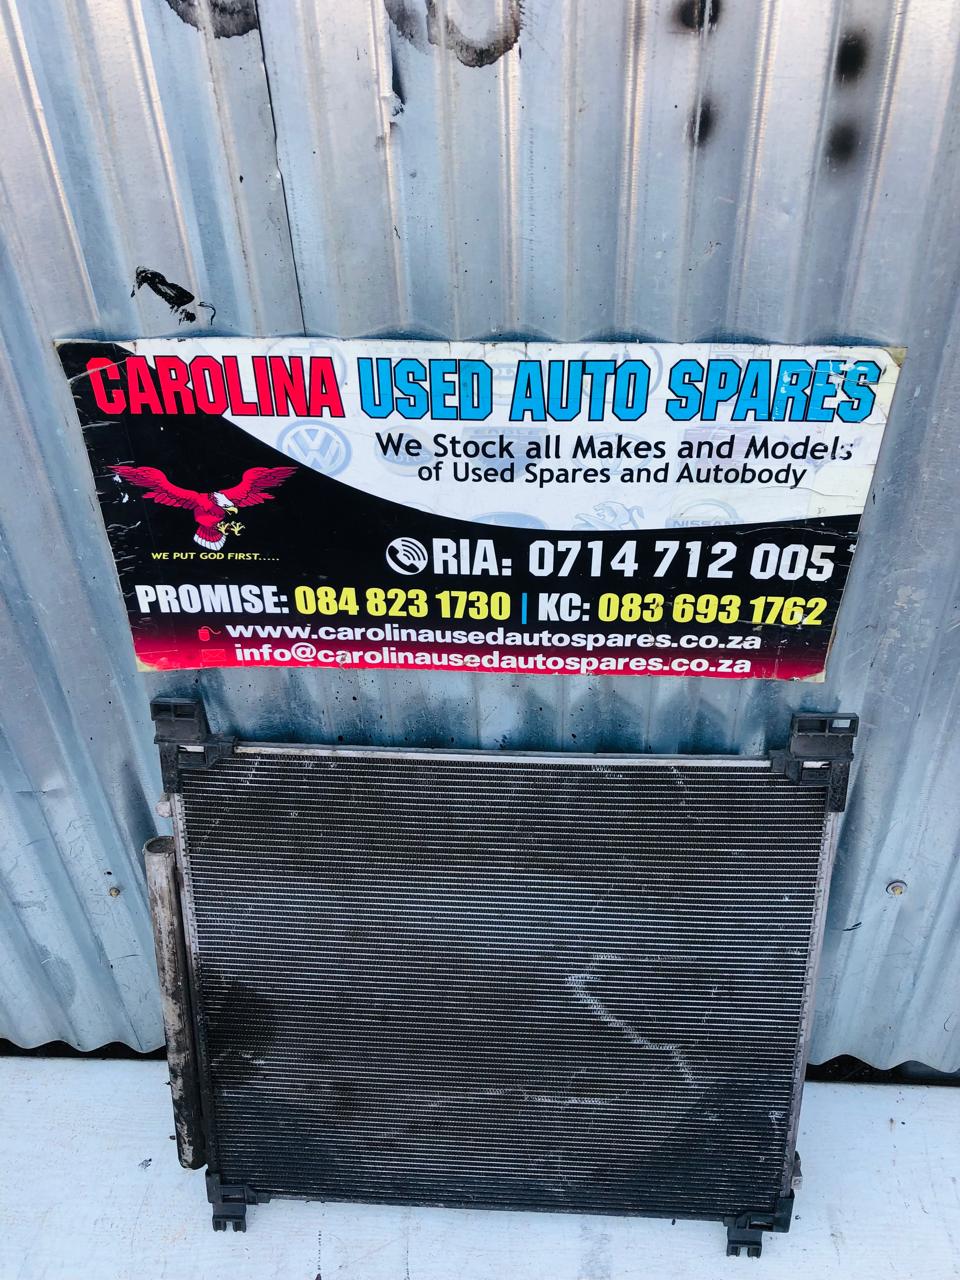 CAROLINA USED AUTO SPARES
We Stock all Makes and Models
of Used Spares and Autobody
WE PUT GOD FIRST.....
RIA: 0714 712 005
PROMISE: 084 823 1730 | KC: 083 693 1762
www.carolinausedautospares.co.za
info@carolinausedautospares.co.za